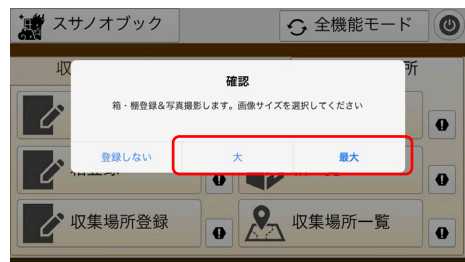 スサノオブック
全機能モード
収
所
確認
箱・棚登録&写真撮影します。画像サイズを選択してください
登録しない
大
最大
収集場所登録
収集場所一覧